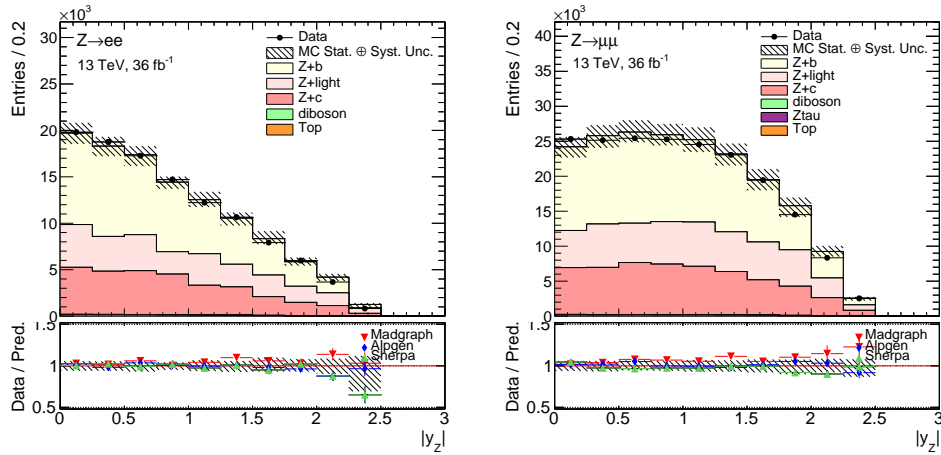 ×10³
Entries / 0.2
30
25
20
15
10
5
0
Z→ee
13 TeV, 36 fb⁻¹
Data
MC Stat. ⊕ Syst. Unc.
Z+b
Z+light
Z+c
diboson
Top
Data / Pred.
1.5
1
0.5
Madgraph
Alpgen
Sherpa
0 0.5 1 1.5 2 2.5 3
|y_Z|
×10³
Entries / 0.2
40
35
30
25
20
15
10
5
0
Z→μμ
13 TeV, 36 fb⁻¹
Data
MC Stat. ⊕ Syst. Unc.
Z+b
Z+light
Z+c
diboson
Ztau
Top
Data / Pred.
1.5
1
0.5
Madgraph
Alpgen
Sherpa
0 0.5 1 1.5 2 2.5 3
|y_Z|